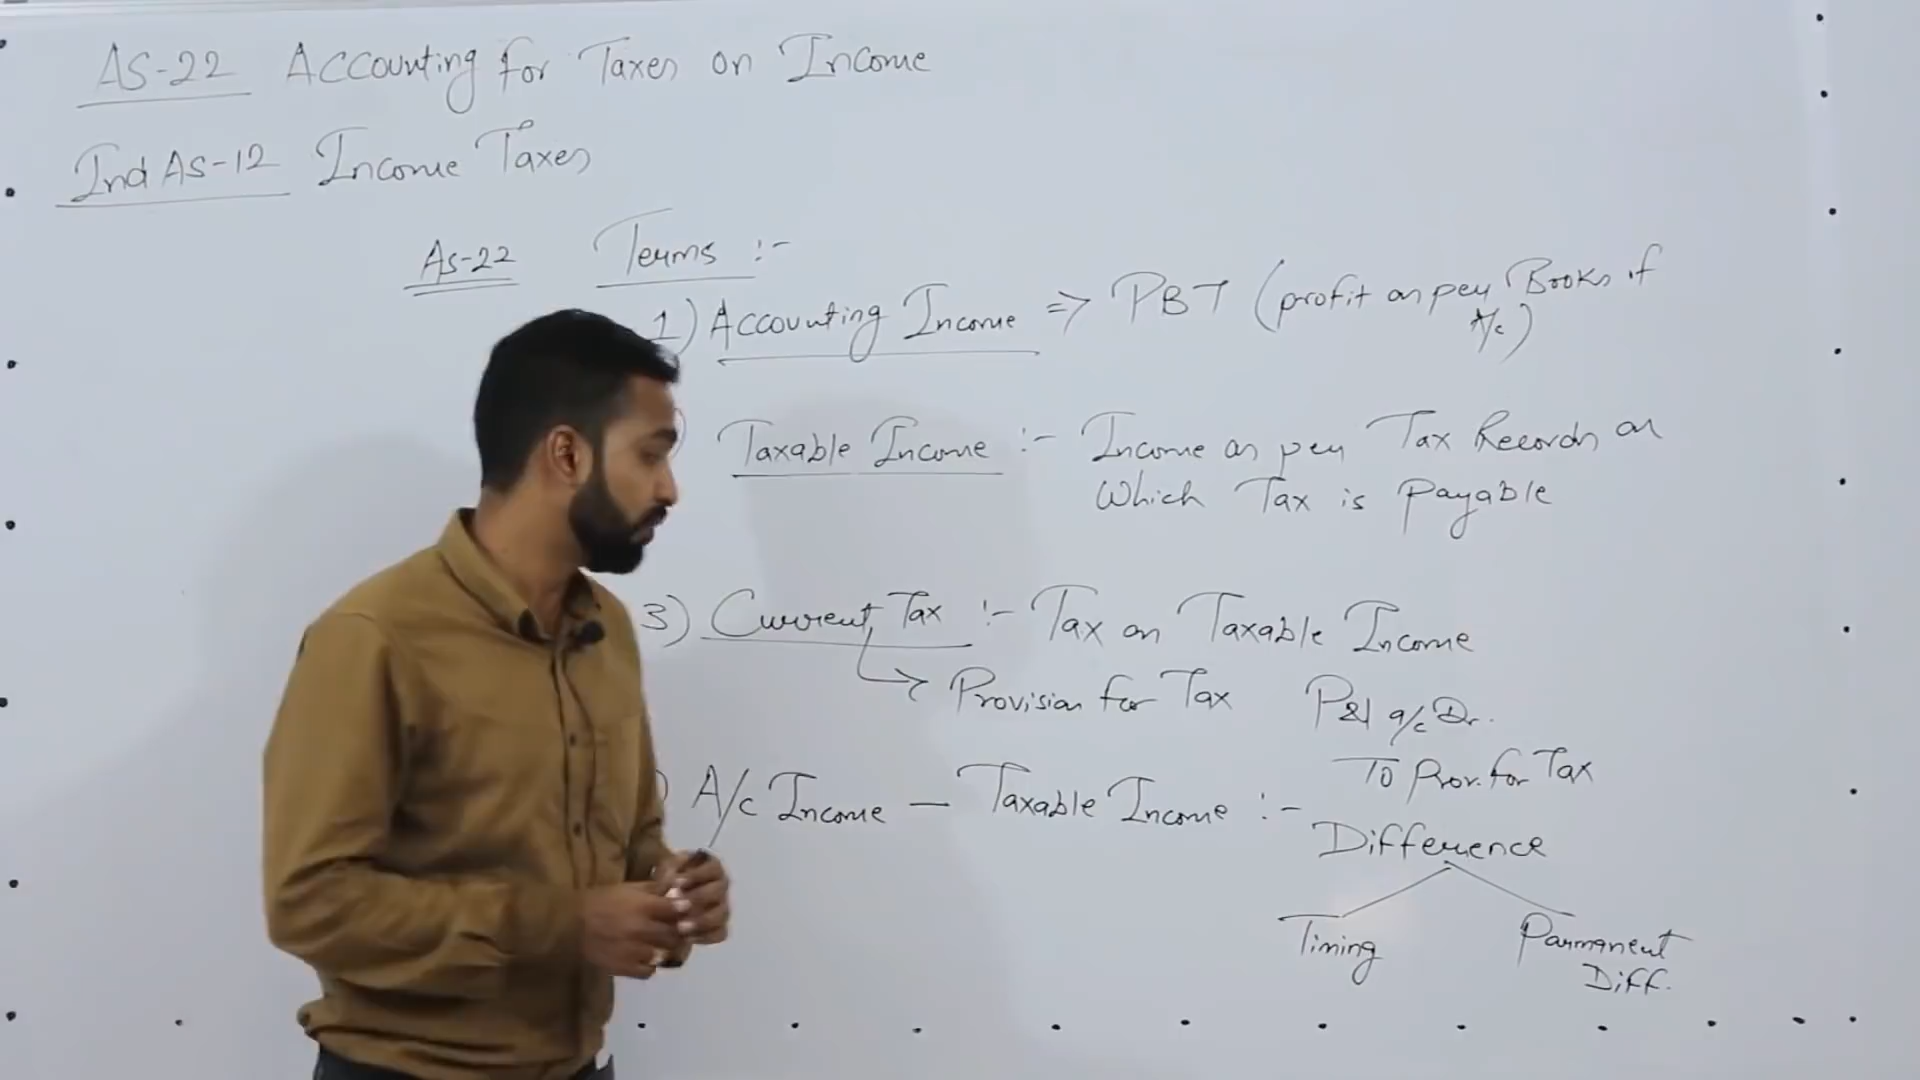 AS-22 Accounting for Taxes on Income
Ind AS-12 Income Taxes
AS-22 Terms :-
1) Accounting Income => PBT (profit as per Books if
A/c)
) Taxable Income :- Income as per Tax Records on
Which Tax is Payable
3) Current Tax :- Tax on Taxable Income
Provision for Tax P&l a/c Dr.
To Prov. for Tax
) A/c Income — Taxable Income :-
Difference
Timing Parmanent
Diff.